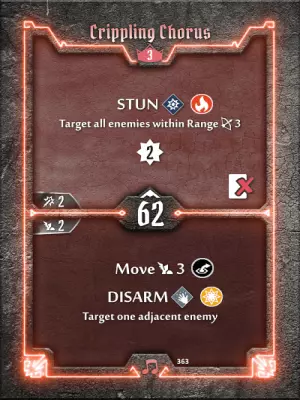 Crippling Chorus
3
STUN
Target all enemies within Range 3
2
2
62
2
Move 3
DISARM
Target one adjacent enemy
363